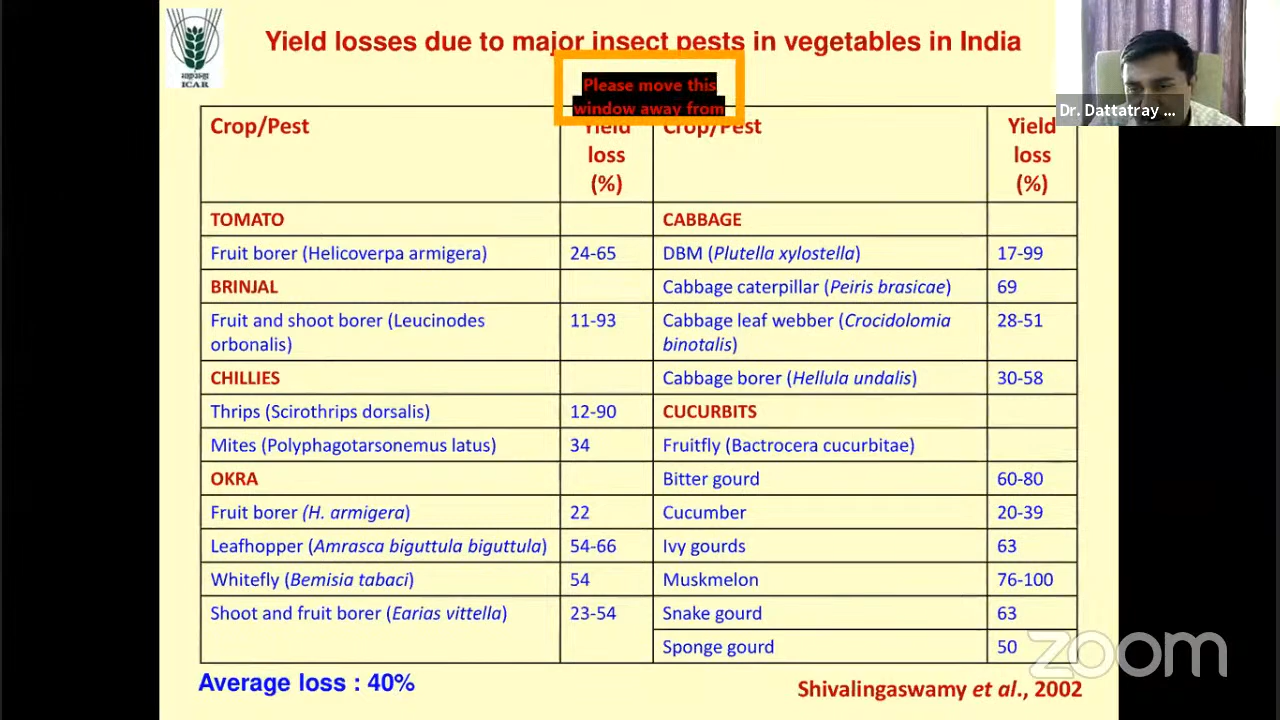 Yield losses due to major insect pests in vegetables in India
ICAR
Please move this
window away from
Dr. Dattatray ...
Crop/Pest
Yield
loss
(%)
Crop/Pest
Yield
loss
(%)
TOMATO
CABBAGE
Fruit borer (Helicoverpa armigera) 24-65
DBM (Plutella xylostella) 17-99
BRINJAL
Cabbage caterpillar (Peiris brasicae) 69
Fruit and shoot borer (Leucinodes 11-93
orbonalis)
Cabbage leaf webber (Crocidolomia 28-51
binotalis)
CHILLIES
Cabbage borer (Hellula undalis) 30-58
Thrips (Scirothrips dorsalis) 12-90
CUCURBITS
Mites (Polyphagotarsonemus latus) 34
Fruitfly (Bactrocera cucurbitae)
OKRA
Bitter gourd 60-80
Fruit borer (H. armigera) 22
Cucumber 20-39
Leafhopper (Amrasca biguttula biguttula) 54-66
Ivy gourds 63
Whitefly (Bemisia tabaci) 54
Muskmelon 76-100
Shoot and fruit borer (Earias vittella) 23-54
Snake gourd 63
Sponge gourd 50
zoom
Average loss : 40%
Shivalingaswamy et al., 2002